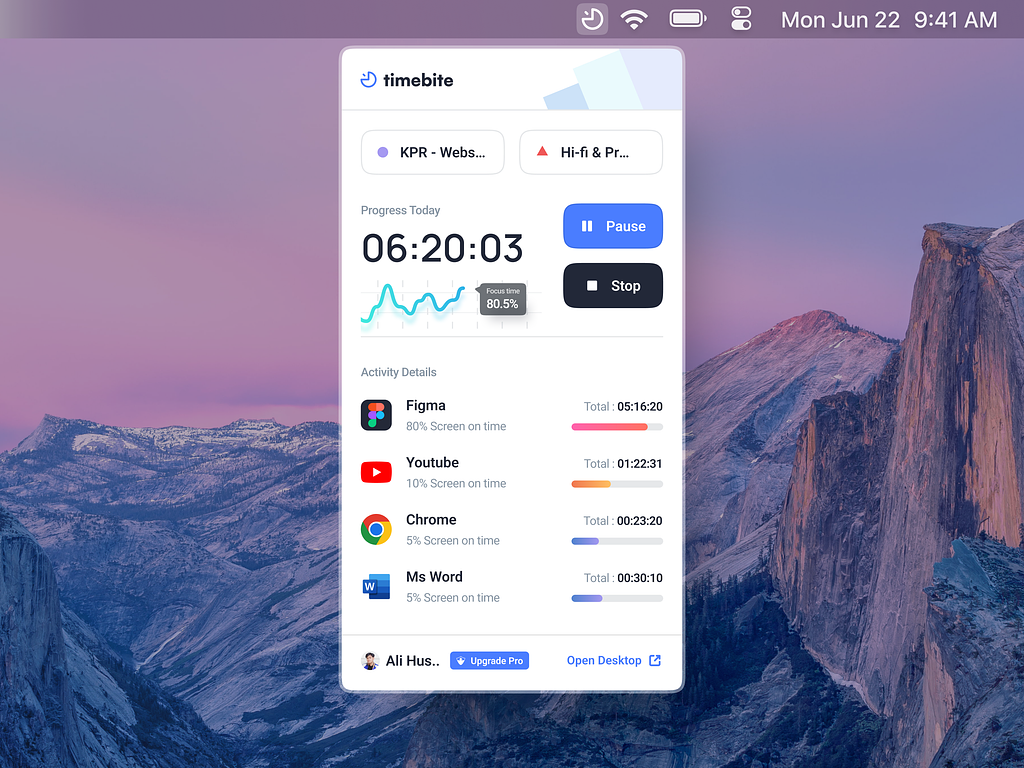 Mon Jun 22 9:41 AM
timebite
KPR - Webs...
Hi-fi & Pr...
Progress Today
06:20:03
Pause
Focus time
80.5%
Stop
Activity Details
Figma
Total : 05:16:20
80% Screen on time
Youtube
Total : 01:22:31
10% Screen on time
Chrome
Total : 00:23:20
5% Screen on time
W
Ms Word
Total : 00:30:10
5% Screen on time
Ali Hus..
Upgrade Pro
Open Desktop